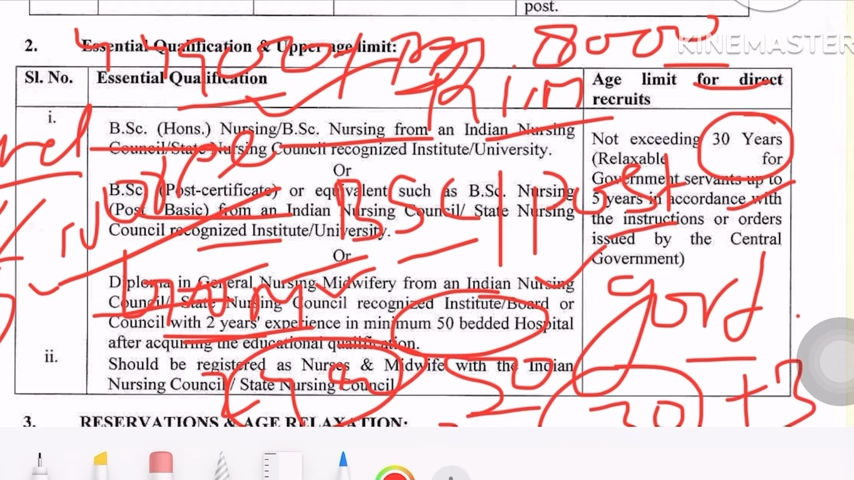 post.
2. Essential Qualification & Upper age limit:
44900/- 8000
KINEMASTER
Sl. No. Essential Qualification Age limit for direct
recruits
i.
B.Sc. (Hons.) Nursing/B.Sc. Nursing from an Indian Nursing
Council/State Nursing Council recognized Institute/University.
Or
B.Sc (Post-certificate) or equivalent such as B.Sc. Nursing
(Post Basic) from an Indian Nursing Council/ State Nursing
Council recognized Institute/University.
Or
Diploma in General Nursing Midwifery from an Indian Nursing
Council/ State Nursing Council recognized Institute/Board or
Council with 2 years' experience in minimum 50 bedded Hospital
after acquiring the educational qualification.
ii.
Should be registered as Nurses & Midwife with the Indian
Nursing Council / State Nursing Council
Not exceeding 30 Years
(Relaxable for
Government servants up to
5 years in accordance with
the instructions or orders
issued by the Central
Government)
BSC | post
50
30 + 3
3. RESERVATIONS & AGE RELAXATION: